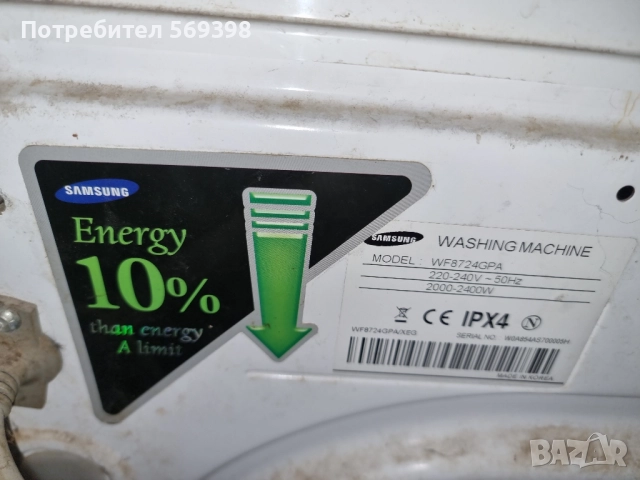 Потребител 569398
SAMSUNG
Energy
10%
than energy
A limit
SAMSUNG WASHING MACHINE
MODEL : WF8724GPA
220-240V ~ 50Hz
2000-2400W
CE IPX4 N
WF8724GPA/XEG SERIAL NO.
MADE IN KOREA
BAZAR